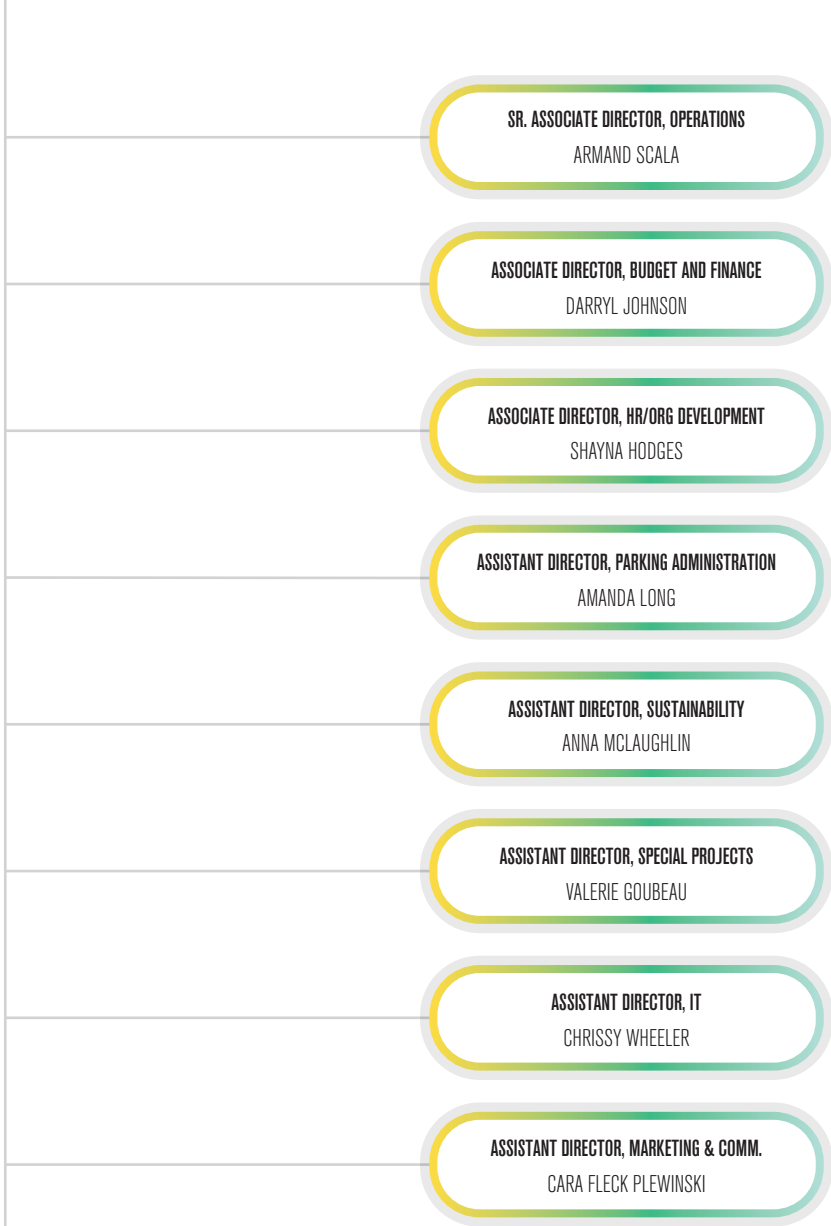 SR. ASSOCIATE DIRECTOR, OPERATIONS
ARMAND SCALA
ASSOCIATE DIRECTOR, BUDGET AND FINANCE
DARRYL JOHNSON
ASSOCIATE DIRECTOR, HR/ORG DEVELOPMENT
SHAYNA HODGES
ASSISTANT DIRECTOR, PARKING ADMINISTRATION
AMANDA LONG
ASSISTANT DIRECTOR, SUSTAINABILITY
ANNA MCLAUGHLIN
ASSISTANT DIRECTOR, SPECIAL PROJECTS
VALERIE GOUBEAU
ASSISTANT DIRECTOR, IT
CHRISSY WHEELER
ASSISTANT DIRECTOR, MARKETING & COMM.
CARA FLECK PLEWINSKI